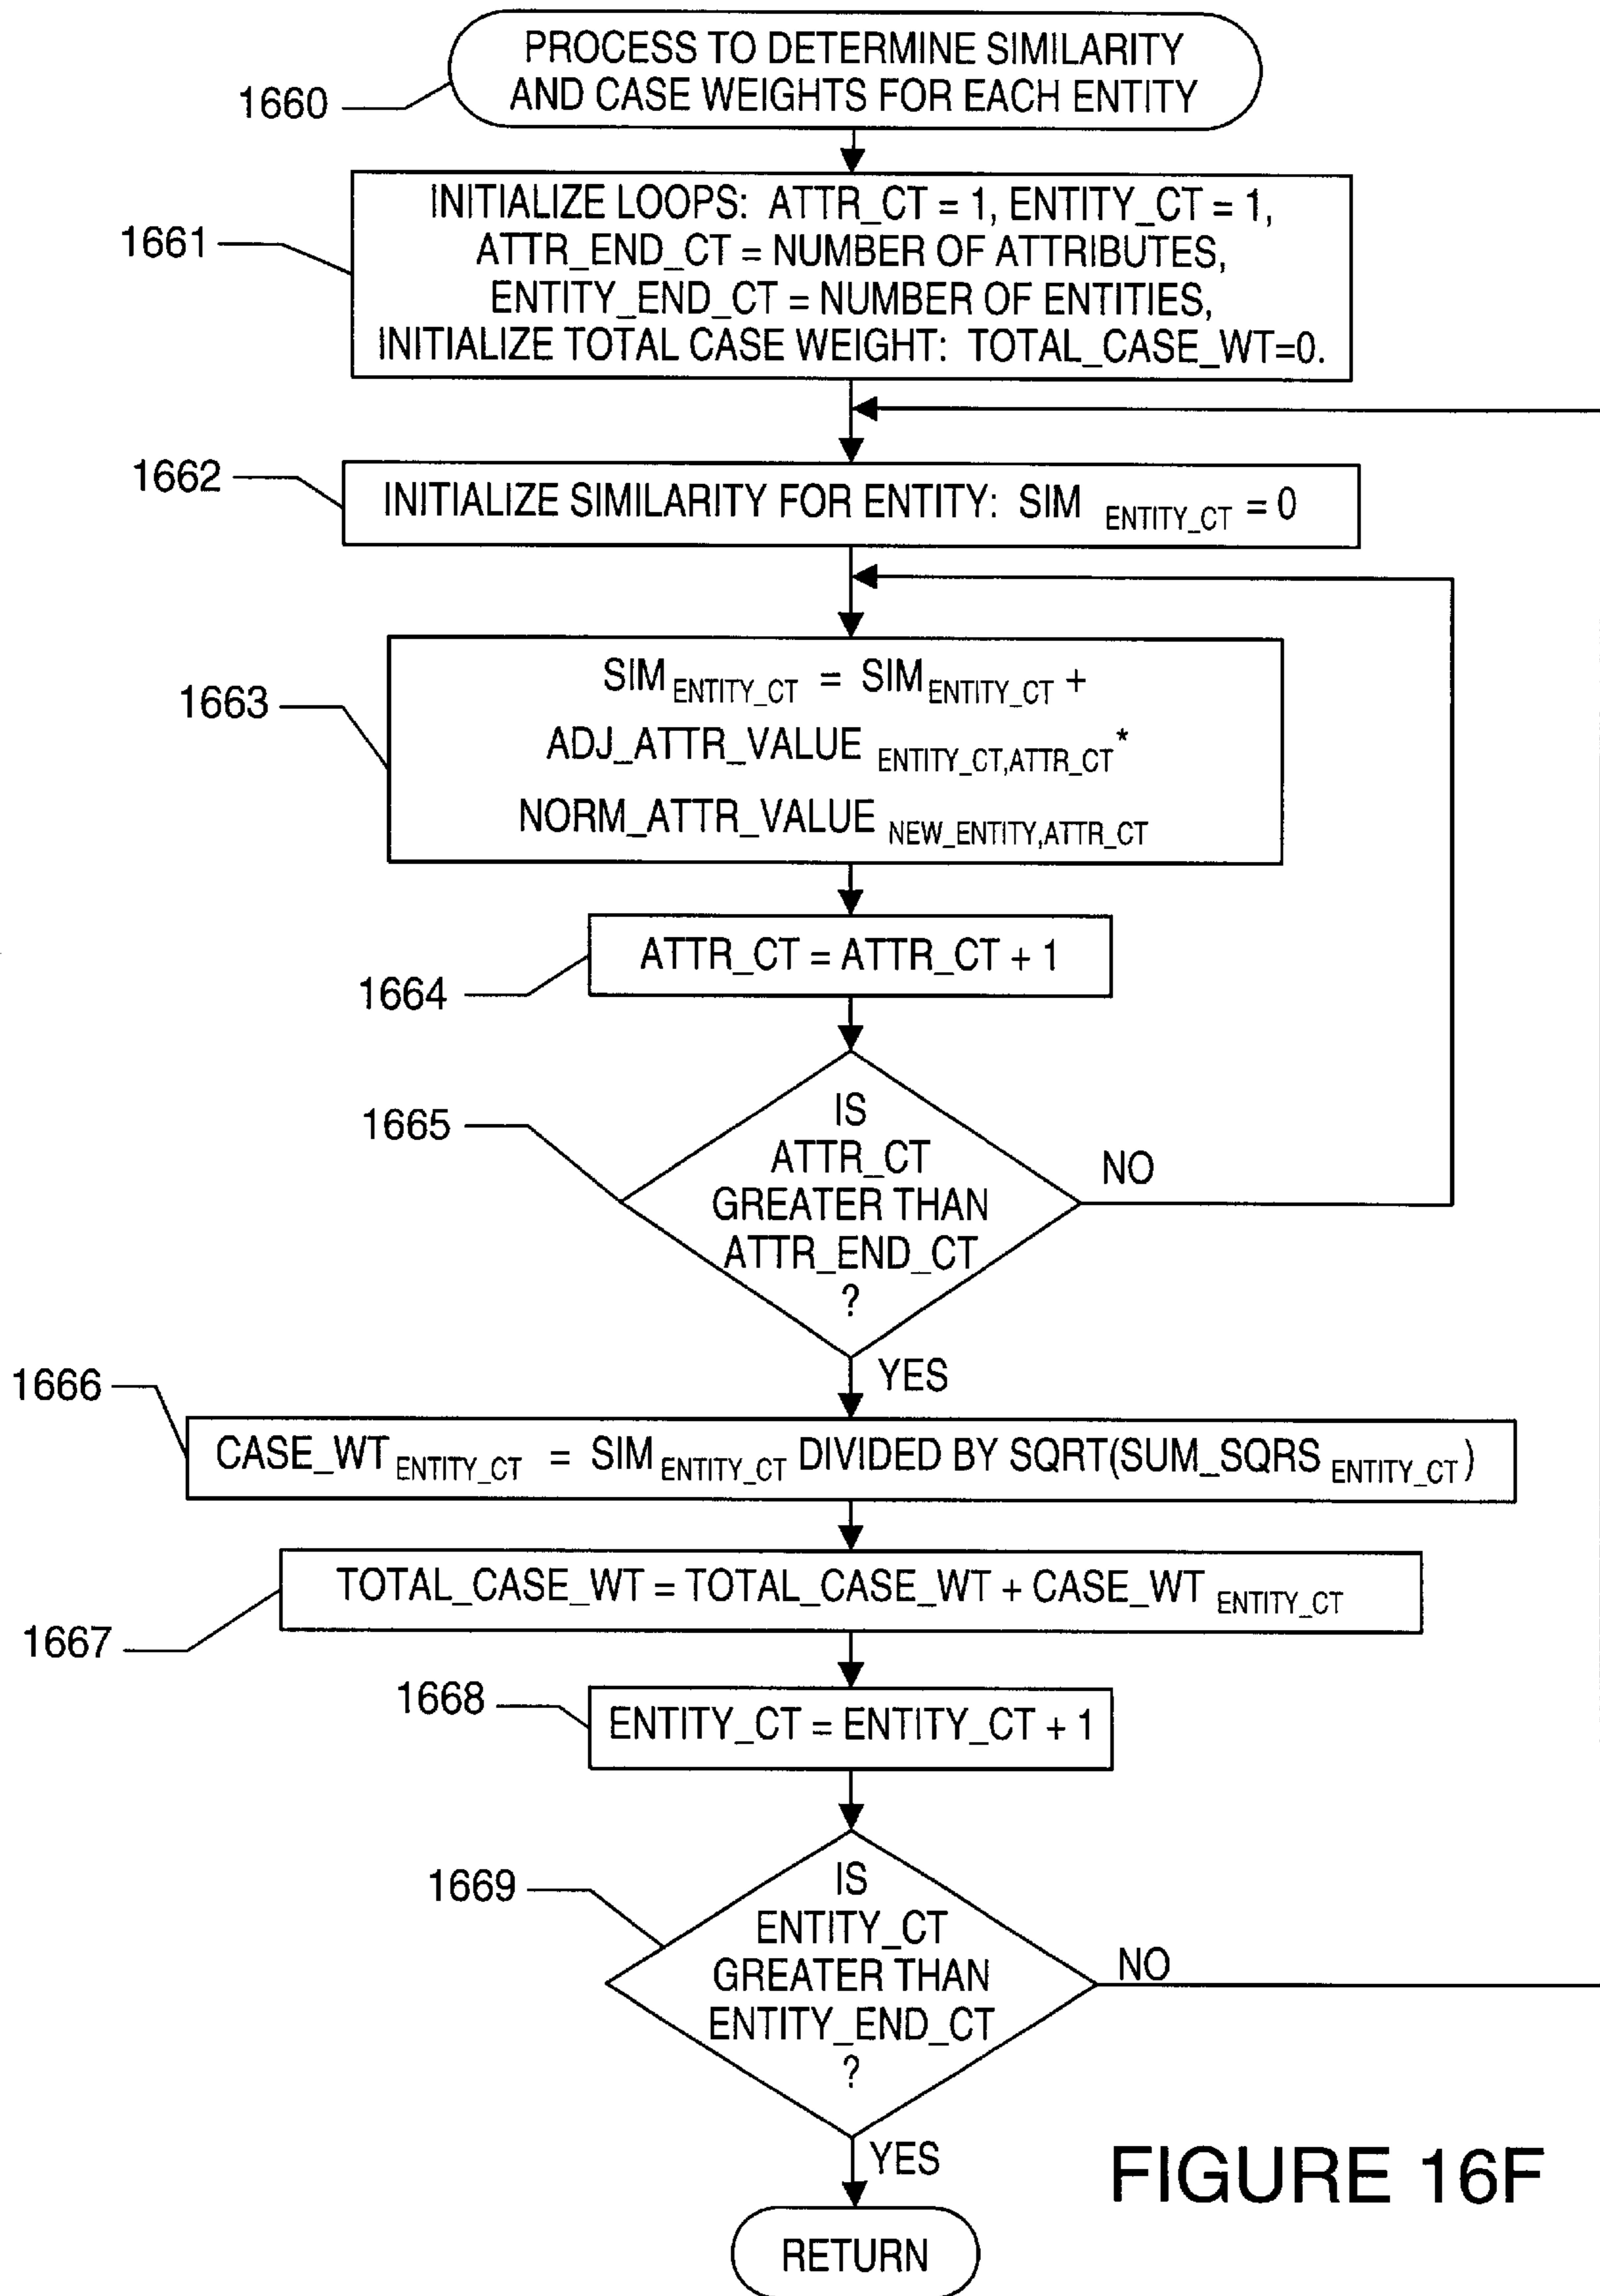 PROCESS TO DETERMINE SIMILARITY
AND CASE WEIGHTS FOR EACH ENTITY
1660
INITIALIZE LOOPS: ATTR_CT = 1, ENTITY_CT = 1,
ATTR_END_CT = NUMBER OF ATTRIBUTES,
ENTITY_END_CT = NUMBER OF ENTITIES,
INITIALIZE TOTAL CASE WEIGHT: TOTAL_CASE_WT=0.
1661
1662
INITIALIZE SIMILARITY FOR ENTITY: SIM ENTITY_CT = 0
1663
SIM ENTITY_CT = SIM ENTITY_CT +
ADJ_ATTR_VALUE ENTITY_CT,ATTR_CT *
NORM_ATTR_VALUE NEW_ENTITY,ATTR_CT
ATTR_CT = ATTR_CT + 1
1664
1665
IS
ATTR_CT
GREATER THAN
ATTR_END_CT
?
NO
YES
1666
CASE_WT ENTITY_CT = SIM ENTITY_CT DIVIDED BY SQRT(SUM_SQRS ENTITY_CT)
TOTAL_CASE_WT = TOTAL_CASE_WT + CASE_WT ENTITY_CT
1667
1668
ENTITY_CT = ENTITY_CT + 1
1669
IS
ENTITY_CT
GREATER THAN
ENTITY_END_CT
?
NO
YES
FIGURE 16F
RETURN